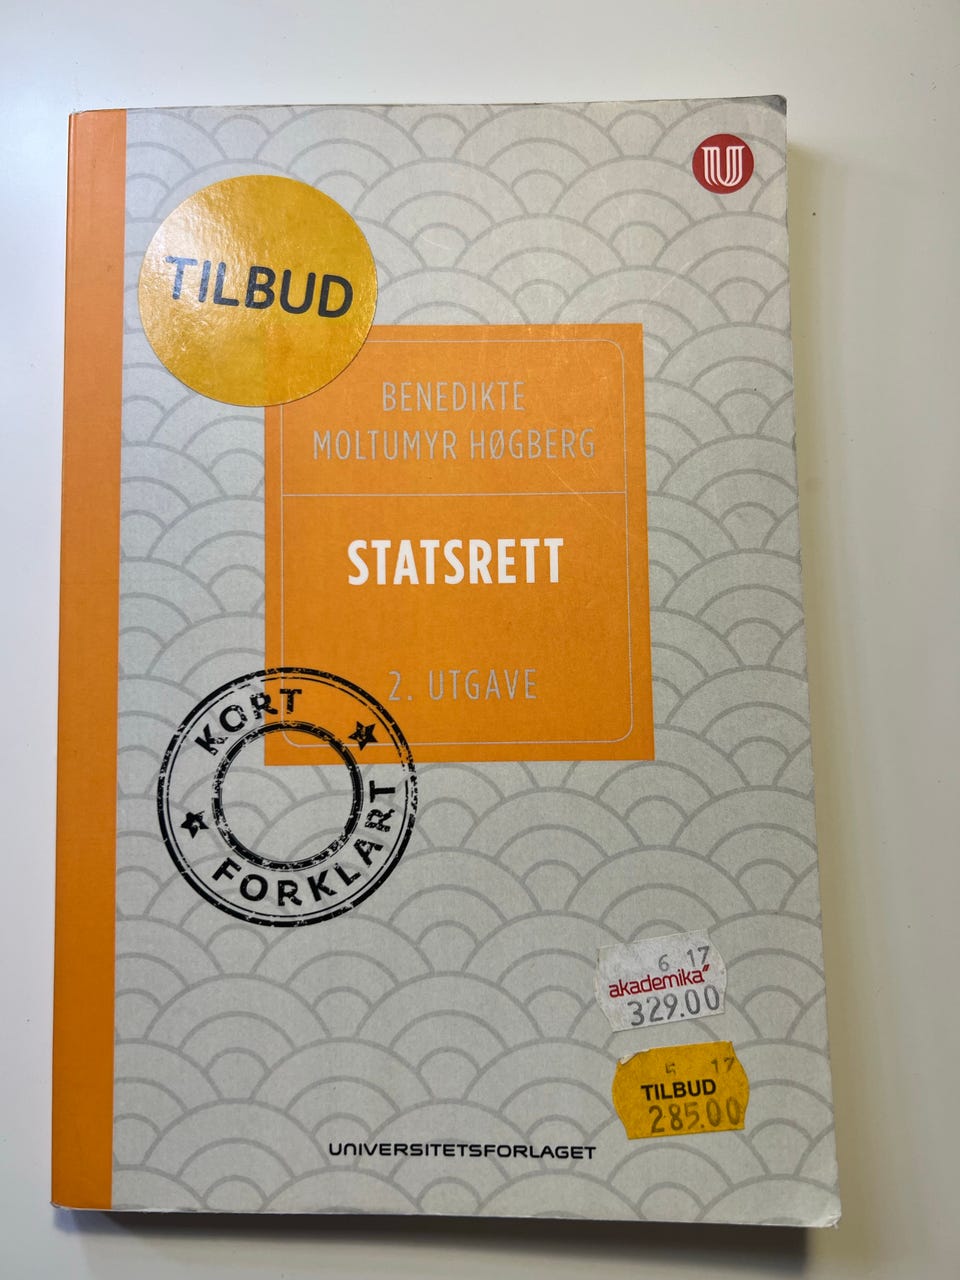 TILBUD
BENEDIKTE
MOLTUMYR HØGBERG
STATSRETT
2. UTGAVE
KORT
FORKLART
6 17
akademika
329.00
5 17
TILBUD
285.00
UNIVERSITETSFORLAGET